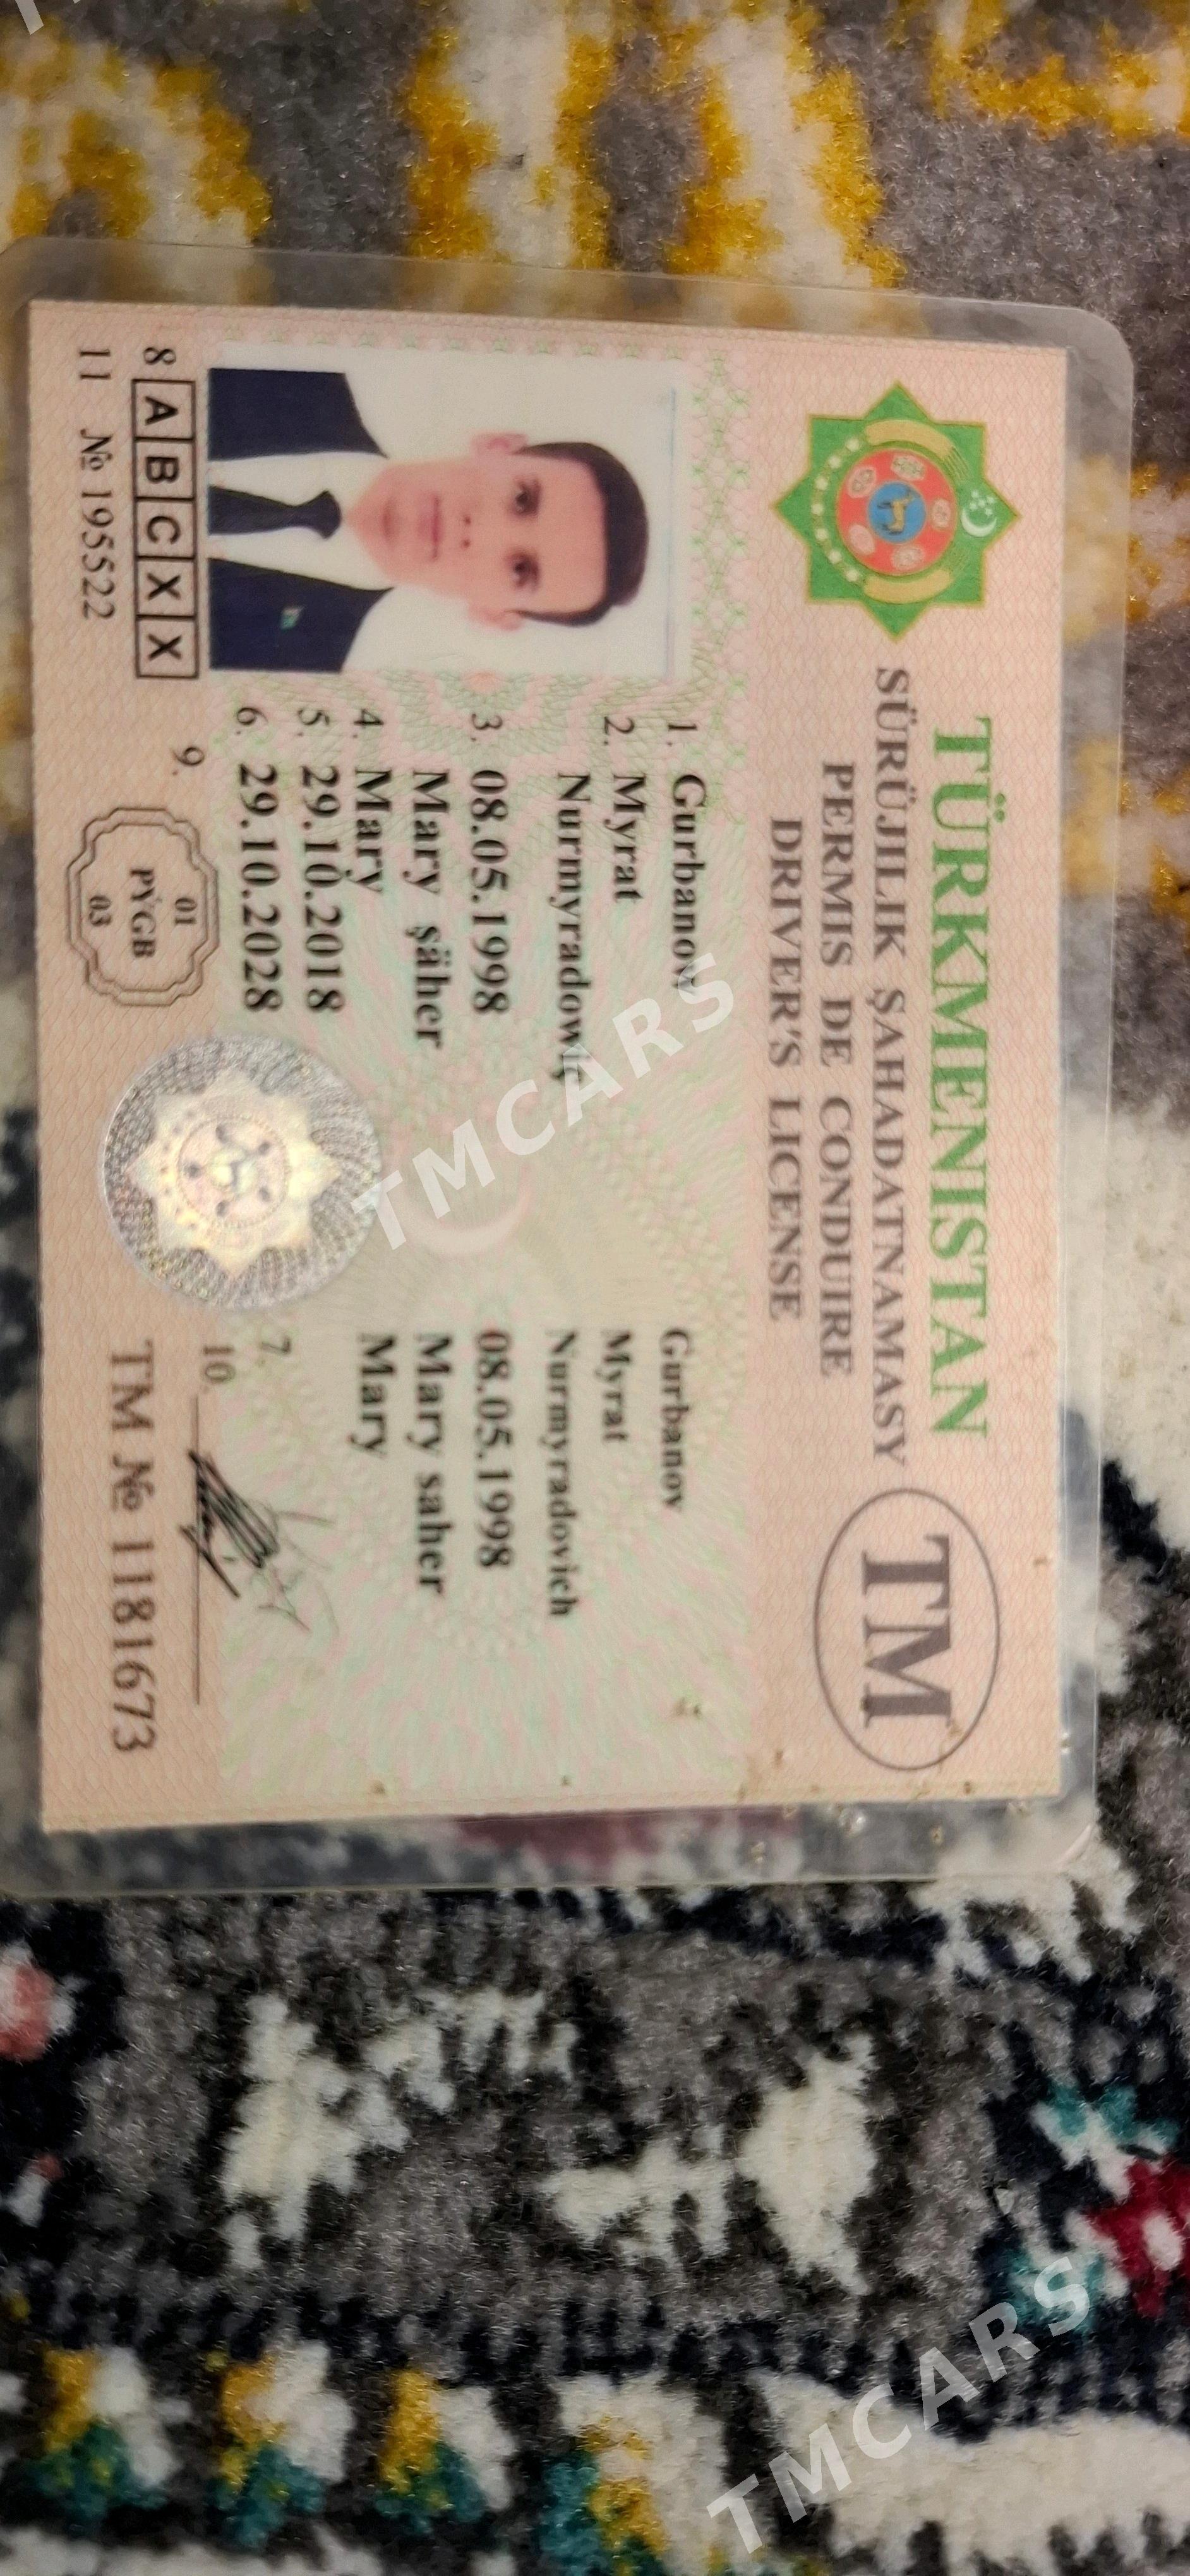 TÜRKMENISTAN
SÜRÜJILIK ŞAHADATNAMASY
PERMIS DE CONDUIRE
DRIVER'S LICENSE
TM
1. Gurbanow
2. Myrat
Nurmyradowiç
3. 08.05.1998
Mary şäher
4. Mary
5. 29.10.2018
6. 29.10.2028
Gurbanov
Myrat
Nurmyradovich
08.05.1998
Mary saher
Mary
7.
8 A B C X X
9.
01
PÝGB
03
10.
11 № 195522
TM № 1181673
TMCARS
TMCARS